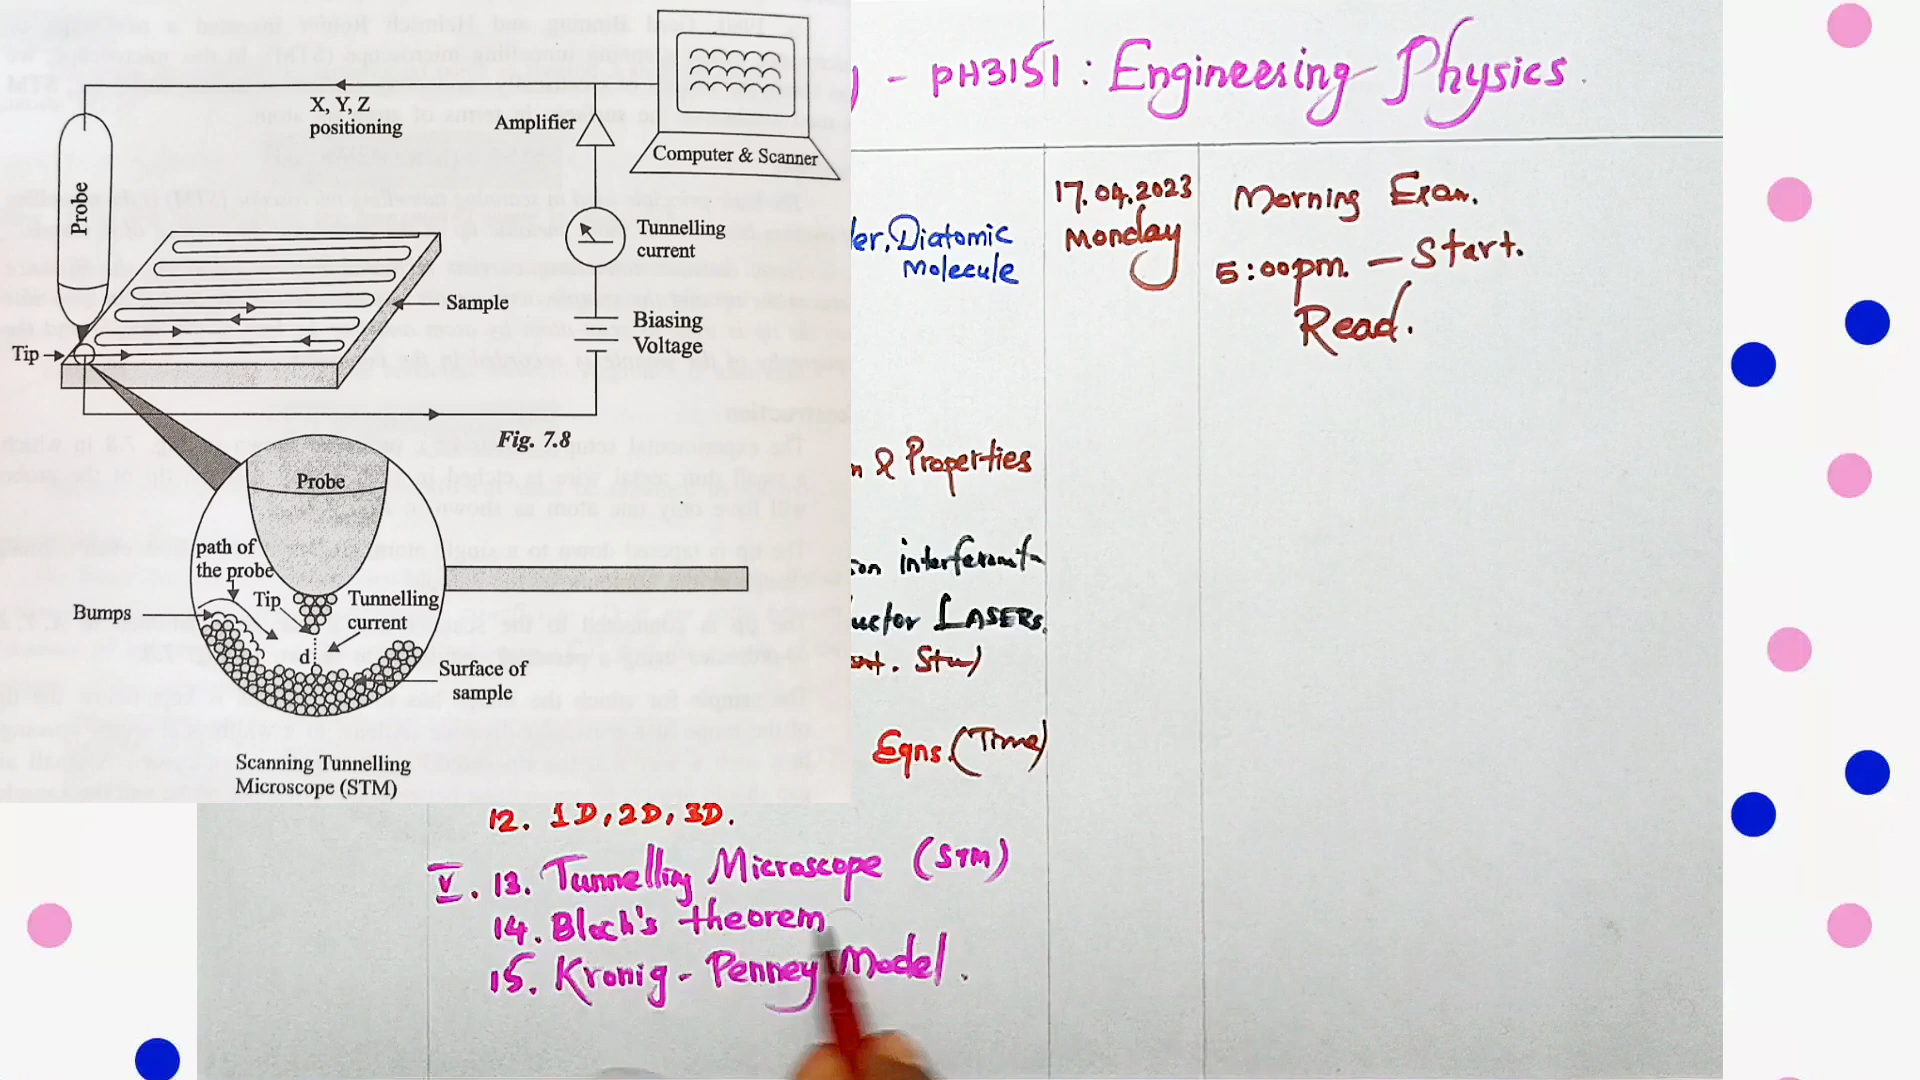 PH3151 : Engineering Physics
X, Y, Z
positioning
Amplifier
Computer & Scanner
Probe
Tunnelling
current
Sample
Biasing
Voltage
Tip
Fig. 7.8
Probe
path of
the probe
Tip
Tunnelling
current
Bumps
d
Surface of
sample
Scanning Tunnelling
Microscope (STM)
Diatomic
Molecule
17.04.2023
Monday
Morning Exam.
5:00pm. - Start.
Read.
& Properties
LASERs.
Eqns. (Time)
12. 1D, 2D, 3D.
V. 13. Tunnelling Microscope (STM)
14. Bloch's theorem
15. Kronig - Penney Model.